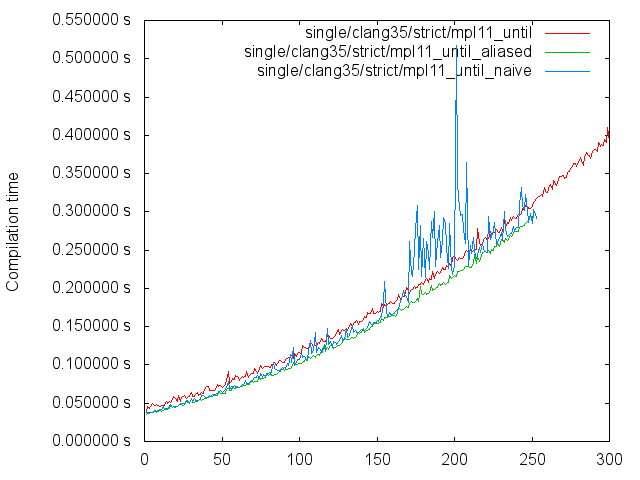 0.550000 s
0.500000 s
0.450000 s
0.400000 s
0.350000 s
0.300000 s
0.250000 s
0.200000 s
0.150000 s
0.100000 s
0.050000 s
0.000000 s
Compilation time
single/clang35/strict/mpl11_until
single/clang35/strict/mpl11_until_aliased
single/clang35/strict/mpl11_until_naive
0 50 100 150 200 250 300